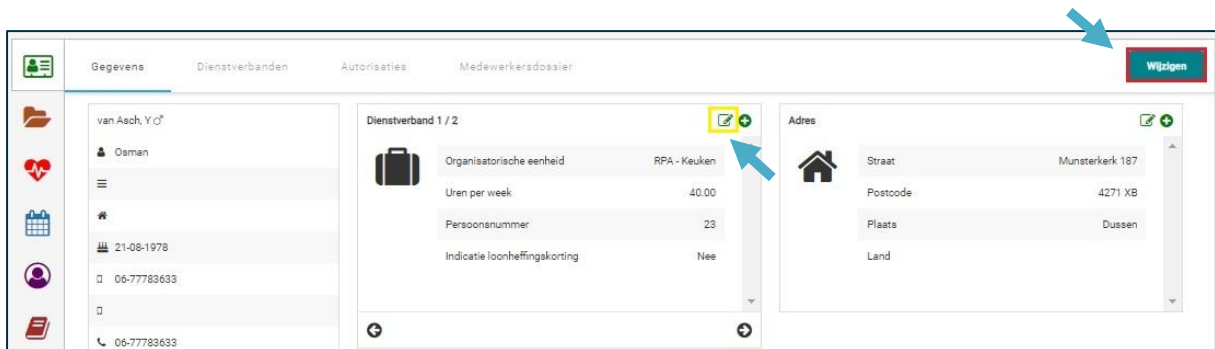 Gegevens Dienstverbanden Autorisaties Medewerkersdossier Wijzigen
van Asch, Y
Osman
21-08-1978
06-77783633
06-77783633
Dienstverband 1 / 2
Organisatorische eenheid RPA - Keuken
Uren per week 40.00
Persoonsnummer 23
Indicatie loonheffingskorting Nee
Adres
Straat Munsterkerk 187
Postcode 4271 XB
Plaats Dussen
Land